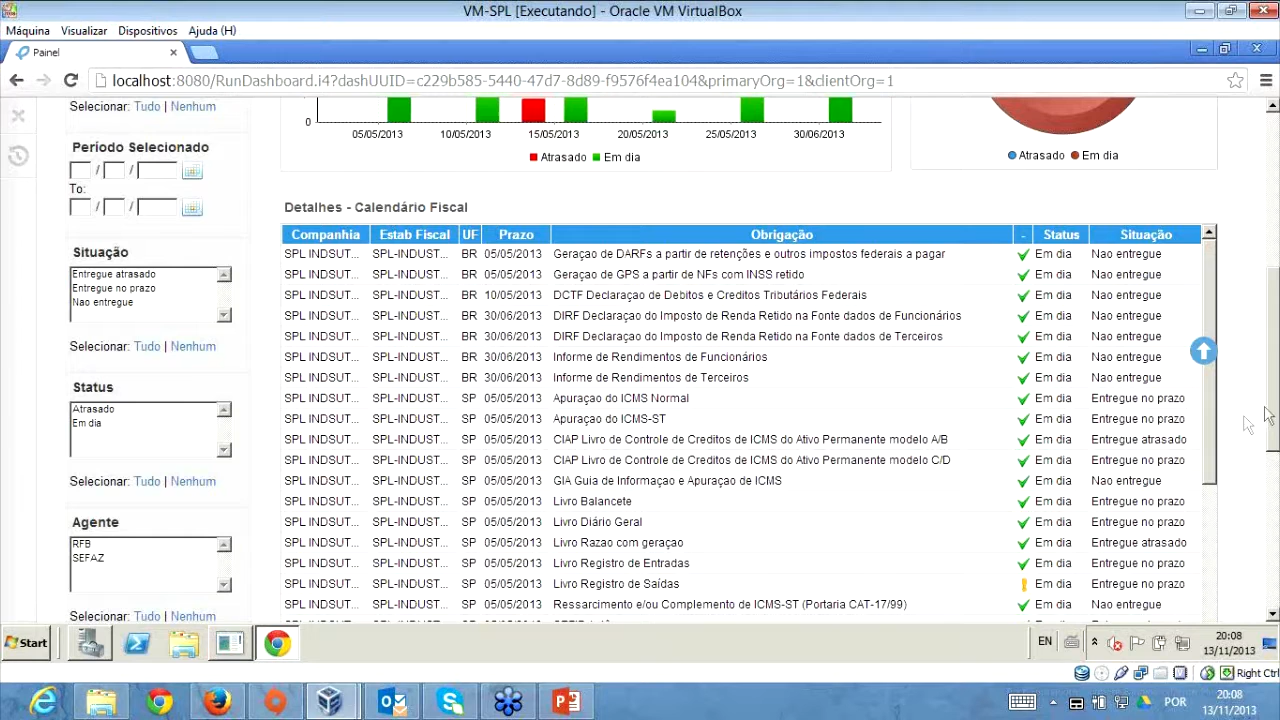 VM-SPL [Executando] - Oracle VM VirtualBox
Máquina Visualizar Dispositivos Ajuda (H)
Painel
localhost:8080/RunDashboard.i4?dashUUID=c229b585-5440-47d7-8d89-f9576f4ea104&primaryOrg=1&clientOrg=1
Selecionar: Tudo | Nenhum
Período Selecionado
/ /
To:
/ /
Situação
Entregue atrasado
Entregue no prazo
Nao entregue
Selecionar: Tudo | Nenhum
Status
Atrasado
Em dia
Selecionar: Tudo | Nenhum
Agente
RFB
SEFAZ
Selecionar: Tudo | Nenhum
0
05/05/2013 10/05/2013 15/05/2013 20/05/2013 25/05/2013 30/06/2013
Atrasado Em dia
Atrasado Em dia
Detalhes - Calendário Fiscal
Companhia Estab Fiscal UF Prazo Obrigação - Status Situação
SPL INDSUT... SPL-INDUST... BR 05/05/2013 Geraçao de DARFs a partir de retenções e outros impostos federais a pagar Em dia Nao entregue
SPL INDSUT... SPL-INDUST... BR 05/05/2013 Geraçao de GPS a partir de NFs com INSS retido Em dia Nao entregue
SPL INDSUT... SPL-INDUST... BR 10/05/2013 DCTF Declaraçao de Debitos e Creditos Tributários Federais Em dia Nao entregue
SPL INDSUT... SPL-INDUST... BR 30/06/2013 DIRF Declaraçao do Imposto de Renda Retido na Fonte dados de Funcionários Em dia Nao entregue
SPL INDSUT... SPL-INDUST... BR 30/06/2013 DIRF Declaraçao do Imposto de Renda Retido na Fonte dados de Terceiros Em dia Nao entregue
SPL INDSUT... SPL-INDUST... BR 30/06/2013 Informe de Rendimentos de Funcionários Em dia Nao entregue
SPL INDSUT... SPL-INDUST... BR 30/06/2013 Informe de Rendimentos de Terceiros Em dia Nao entregue
SPL INDSUT... SPL-INDUST... SP 05/05/2013 Apuraçao do ICMS Normal Em dia Entregue no prazo
SPL INDSUT... SPL-INDUST... SP 05/05/2013 Apuraçao do ICMS-ST Em dia Entregue no prazo
SPL INDSUT... SPL-INDUST... SP 05/05/2013 CIAP Livro de Controle de Creditos de ICMS do Ativo Permanente modelo A/B Em dia Entregue atrasado
SPL INDSUT... SPL-INDUST... SP 05/05/2013 CIAP Livro de Controle de Creditos de ICMS do Ativo Permanente modelo C/D Em dia Entregue no prazo
SPL INDSUT... SPL-INDUST... SP 05/05/2013 GIA Guia de Informaçao e Apuraçao de ICMS Em dia Entregue no prazo
SPL INDSUT... SPL-INDUST... SP 05/05/2013 Livro Balancete Em dia Entregue no prazo
SPL INDSUT... SPL-INDUST... SP 05/05/2013 Livro Diário Geral Em dia Entregue no prazo
SPL INDSUT... SPL-INDUST... SP 05/05/2013 Livro Razao com geraçao Em dia Entregue atrasado
SPL INDSUT... SPL-INDUST... SP 05/05/2013 Livro Registro de Entradas Em dia Entregue no prazo
SPL INDSUT... SPL-INDUST... SP 05/05/2013 Livro Registro de Saídas Em dia Entregue no prazo
SPL INDSUT... SPL-INDUST... SP 05/05/2013 Ressarcimento e/ou Complemento de ICMS-ST (Portaria CAT-17/99) Em dia Nao entregue
Start EN 20:08
13/11/2013
Right Ctrl
POR 20:08
13/11/2013